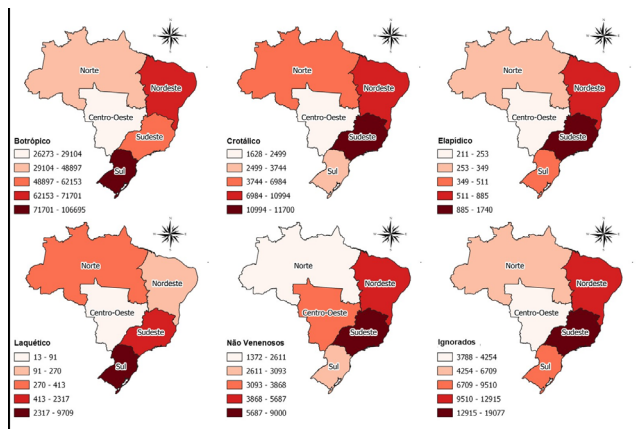 Norte
Nordeste
Centro-Oeste
Sudeste
Sul
Botrópico
26273 - 29104
29104 - 48897
48897 - 62153
62153 - 71701
71701 - 106695
Norte
Nordeste
Centro-Oeste
Sudeste
Sul
Crotálico
1628 - 2499
2499 - 3744
3744 - 6984
6984 - 10994
10994 - 11700
Norte
Nordeste
Centro-Oeste
Sudeste
Sul
Elapídico
211 - 253
253 - 349
349 - 511
511 - 885
885 - 1740
Norte
Nordeste
Centro-Oeste
Sudeste
Sul
Laquético
13 - 91
91 - 270
270 - 413
413 - 2317
2317 - 9709
Norte
Nordeste
Centro-Oeste
Sudeste
Sul
Não Venenosos
1372 - 2611
2611 - 3093
3093 - 3868
3868 - 5687
5687 - 9000
Norte
Nordeste
Centro-Oeste
Sudeste
Sul
Ignorados
3788 - 4254
4254 - 6709
6709 - 9510
9510 - 12915
12915 - 19077